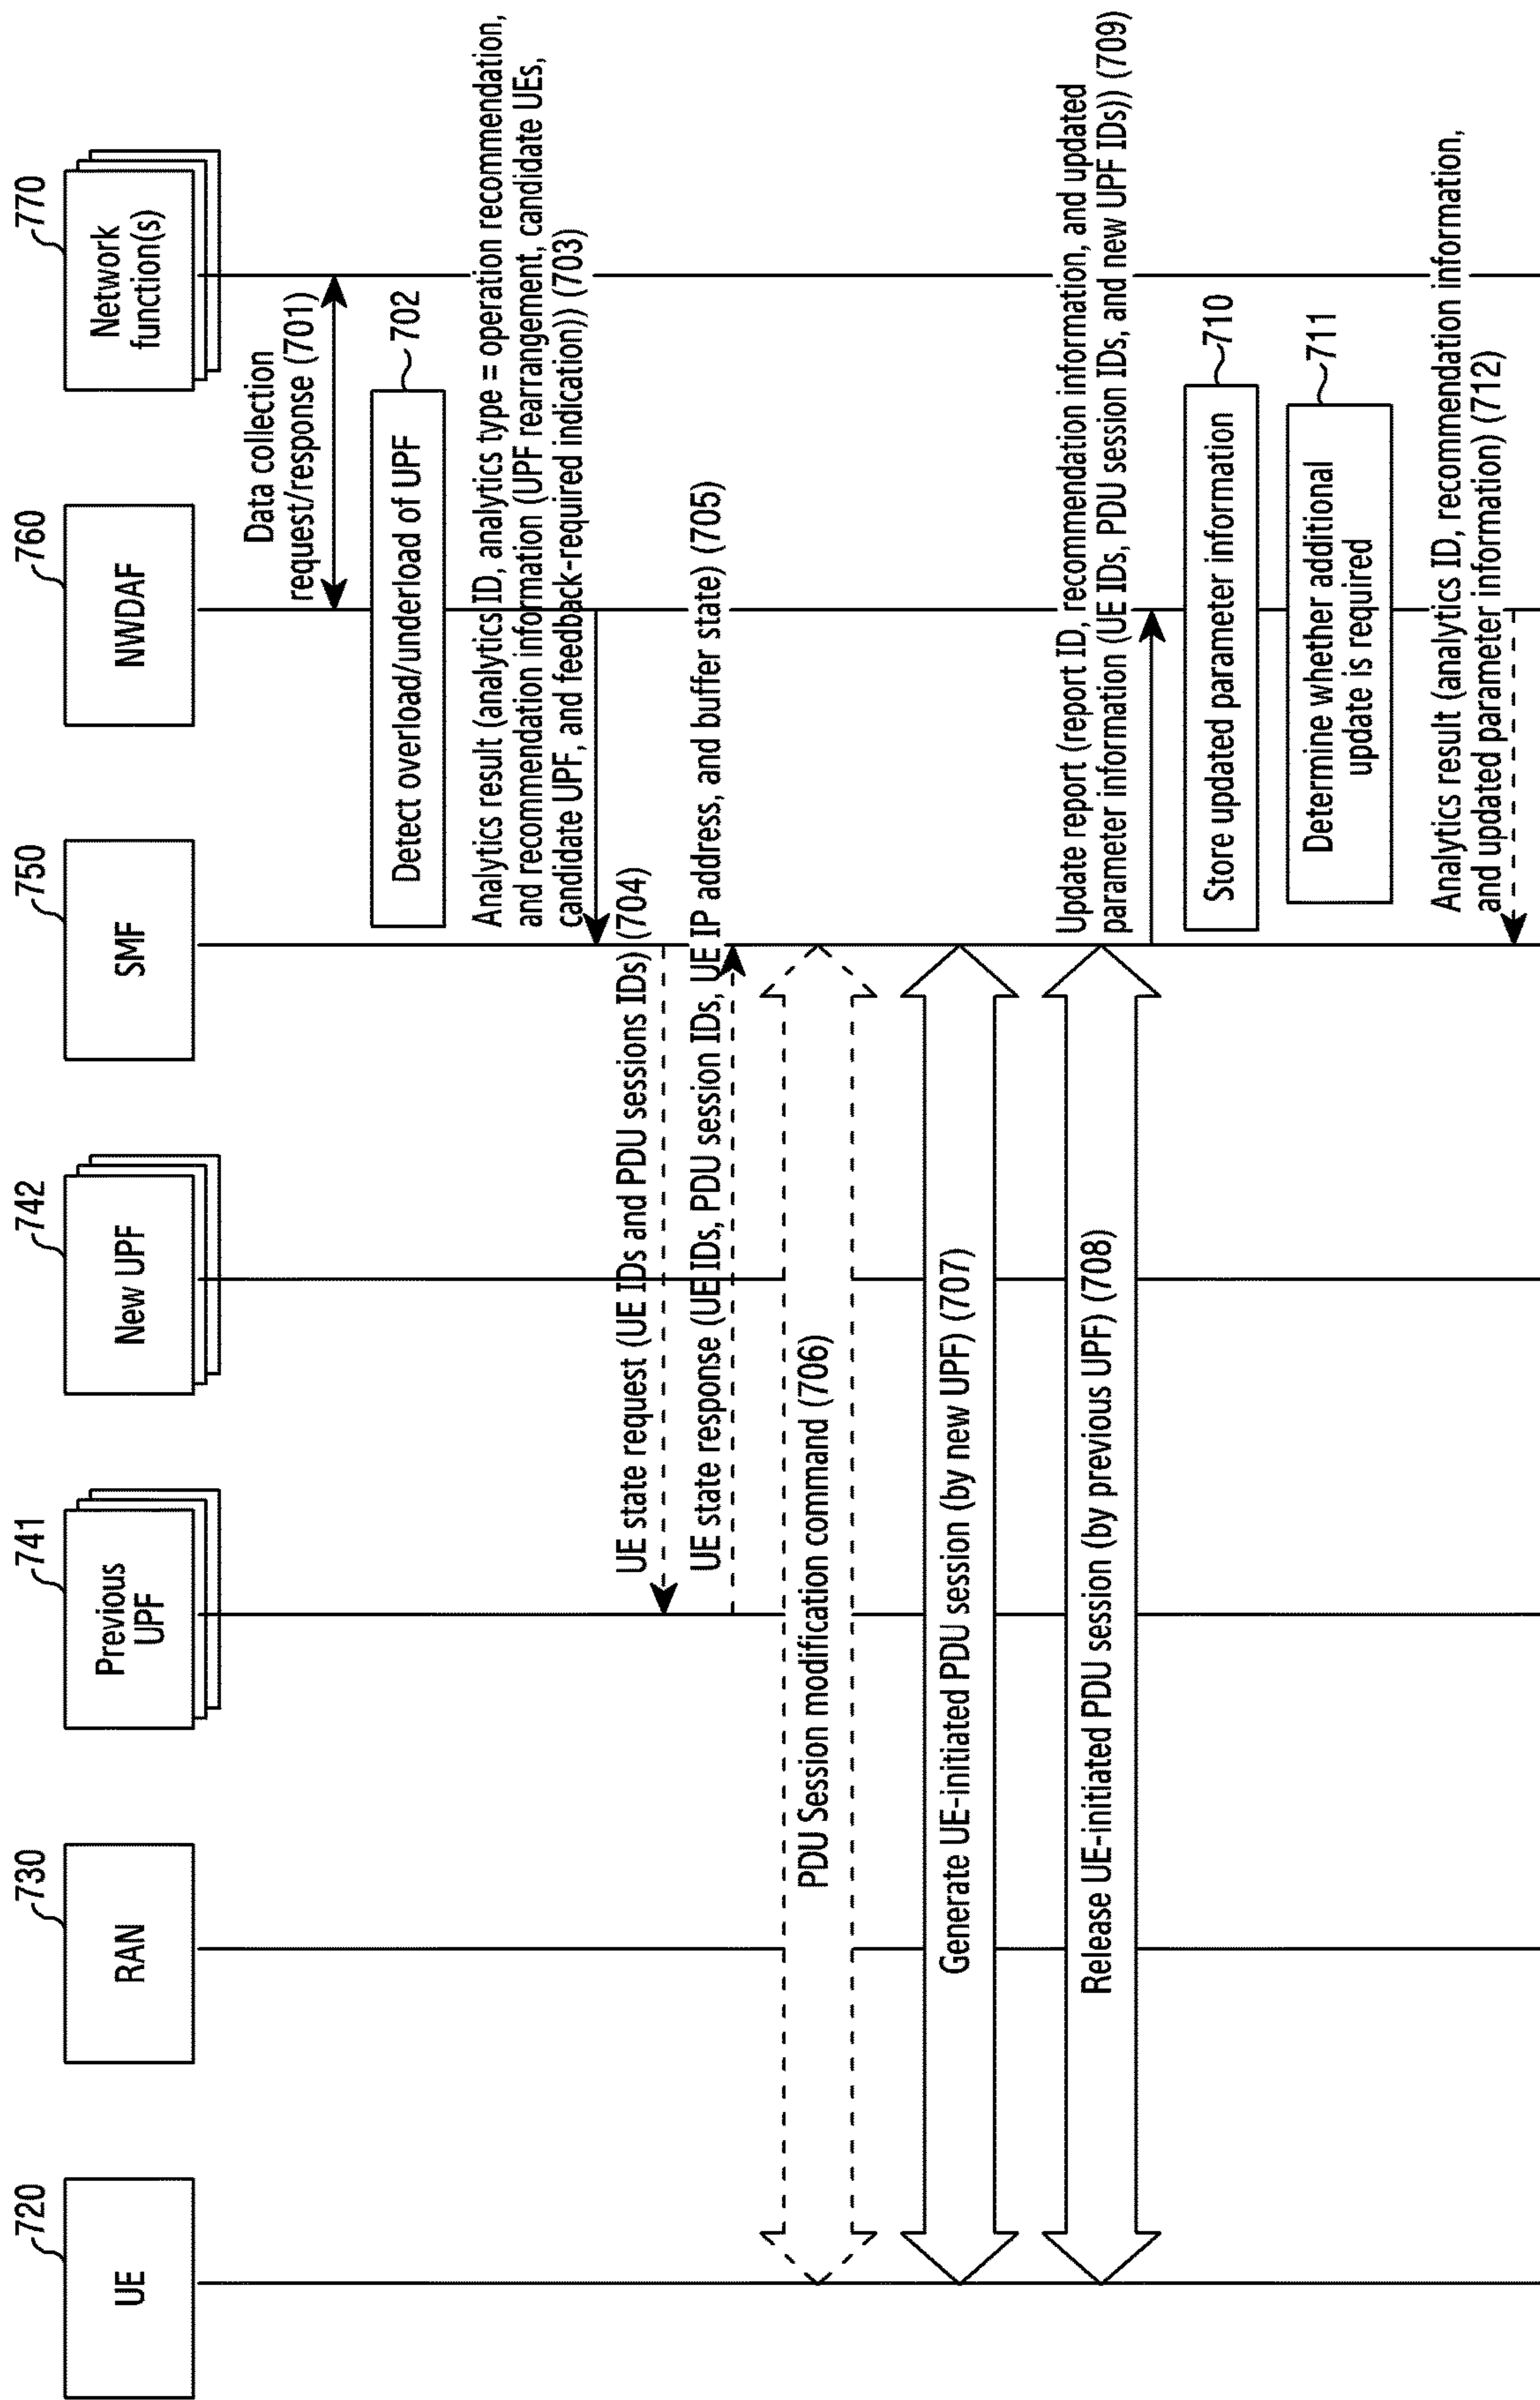 720
UE
730
RAN
741
Previous
UPF
742
New UPF
750
SMF
760
NWDAF
770
Network
function(s)
Data collection
request/response (701)
Detect overload/underload of UPF
702
Analytics result (analytics ID, analytics type = operation recommendation,
and recommendation information (UPF rearrangement, candidate UEs,
candidate UPF, and feedback-required indication)) (703)
UE state request (UE IDs and PDU sessions IDs) (704)
UE state response (UE IDs, PDU session IDs, UE IP address, and buffer state) (705)
PDU Session modification command (706)
Generate UE-initiated PDU session (by new UPF) (707)
Release UE-initiated PDU session (by previous UPF) (708)
Update report (report ID, recommendation information, and updated
parameter information (UE IDs, PDU session IDs, and new UPF IDs)) (709)
Store updated parameter information
710
Determine whether additional
update is required
711
Analytics result (analytics ID, recommendation information,
and updated parameter information) (712)